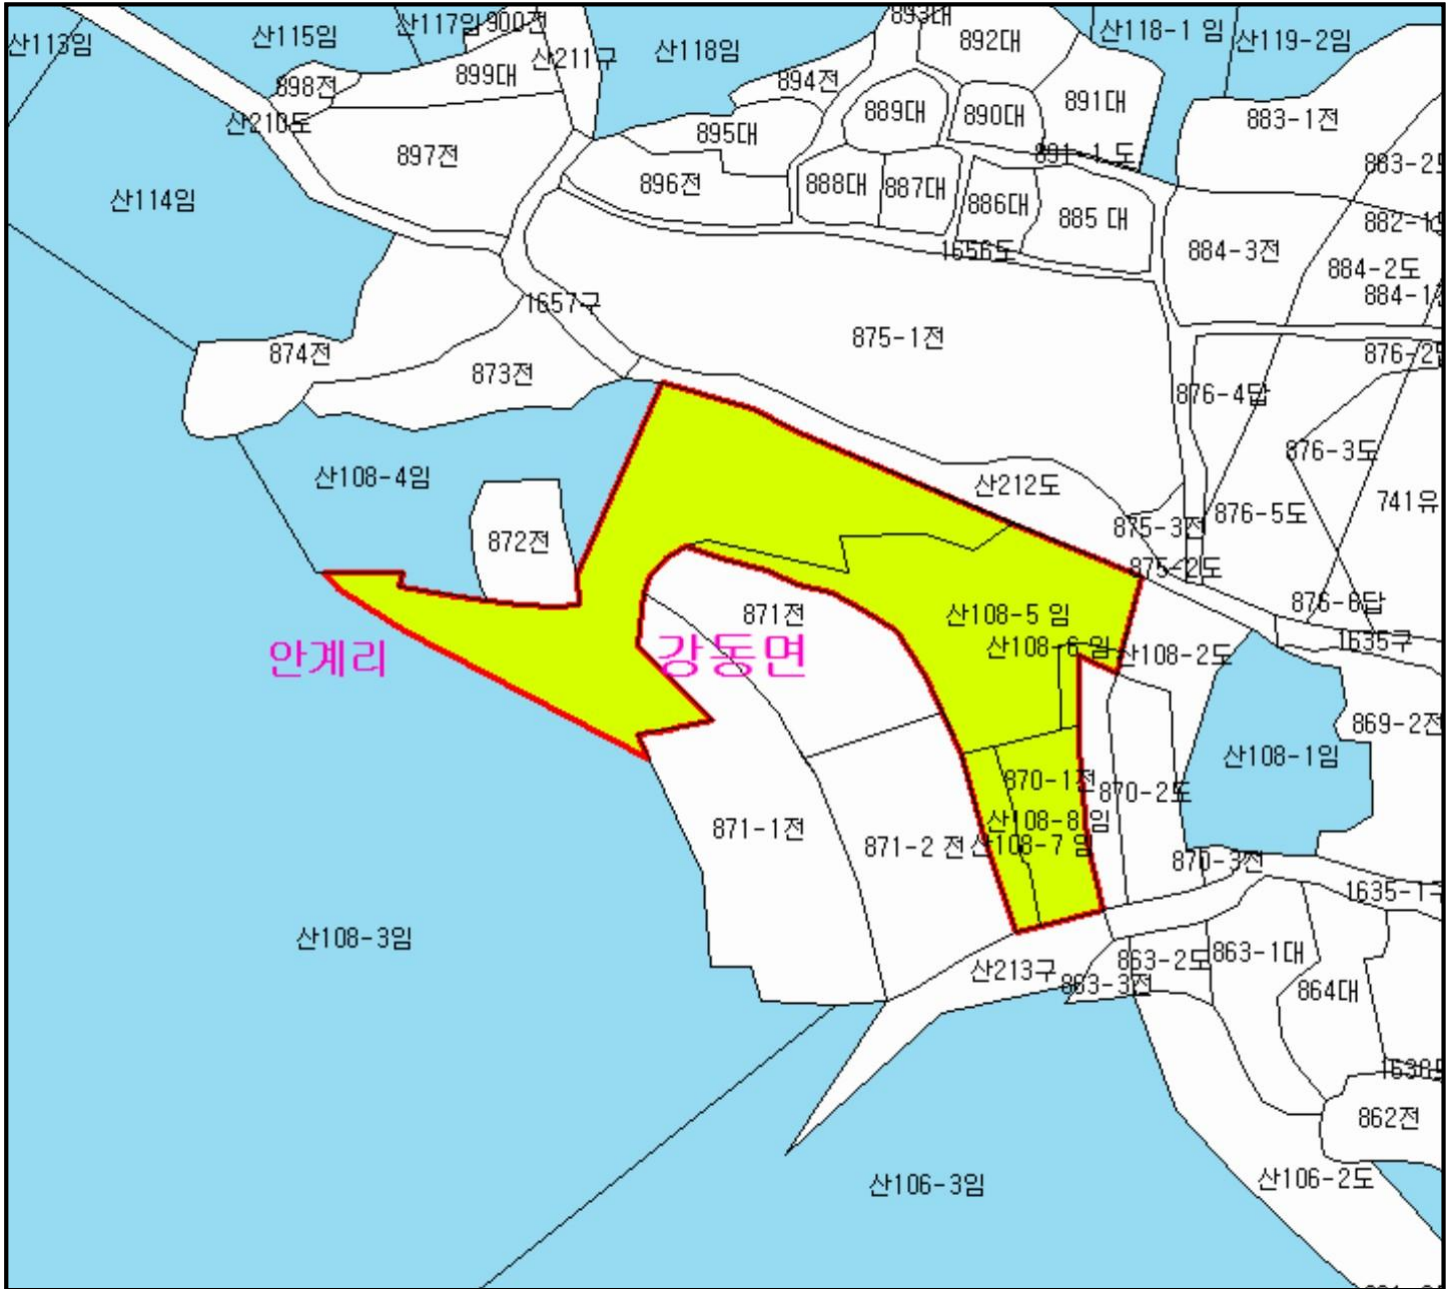 893대
산117임
900전
산113임
산115임
산118임
892대
산118-1 임
산119-2임
산211구
899대
898전
894전
891대
889대
890대
883-1전
산210도
895대
897전
891-1 도
896전
888대
887대
886대
885 대
산114임
1656도
884-3전
884-2도
1657구
875-1전
874전
873전
876-4답
876-3도
산108-4임
산212도
741유
876-5도
875-3전
872전
875-2도
876-6답
871전
산108-5 임
1635구
산108-6 임
산108-2도
안계리
강동면
869-2전
산108-1임
870-1전
870-2도
산108-8 임
871-1전
871-2 전
산108-7 임
870-3전
산108-3임
863-1대
863-2도
산213구
863-3전
864대
862전
산106-3임
산106-2도